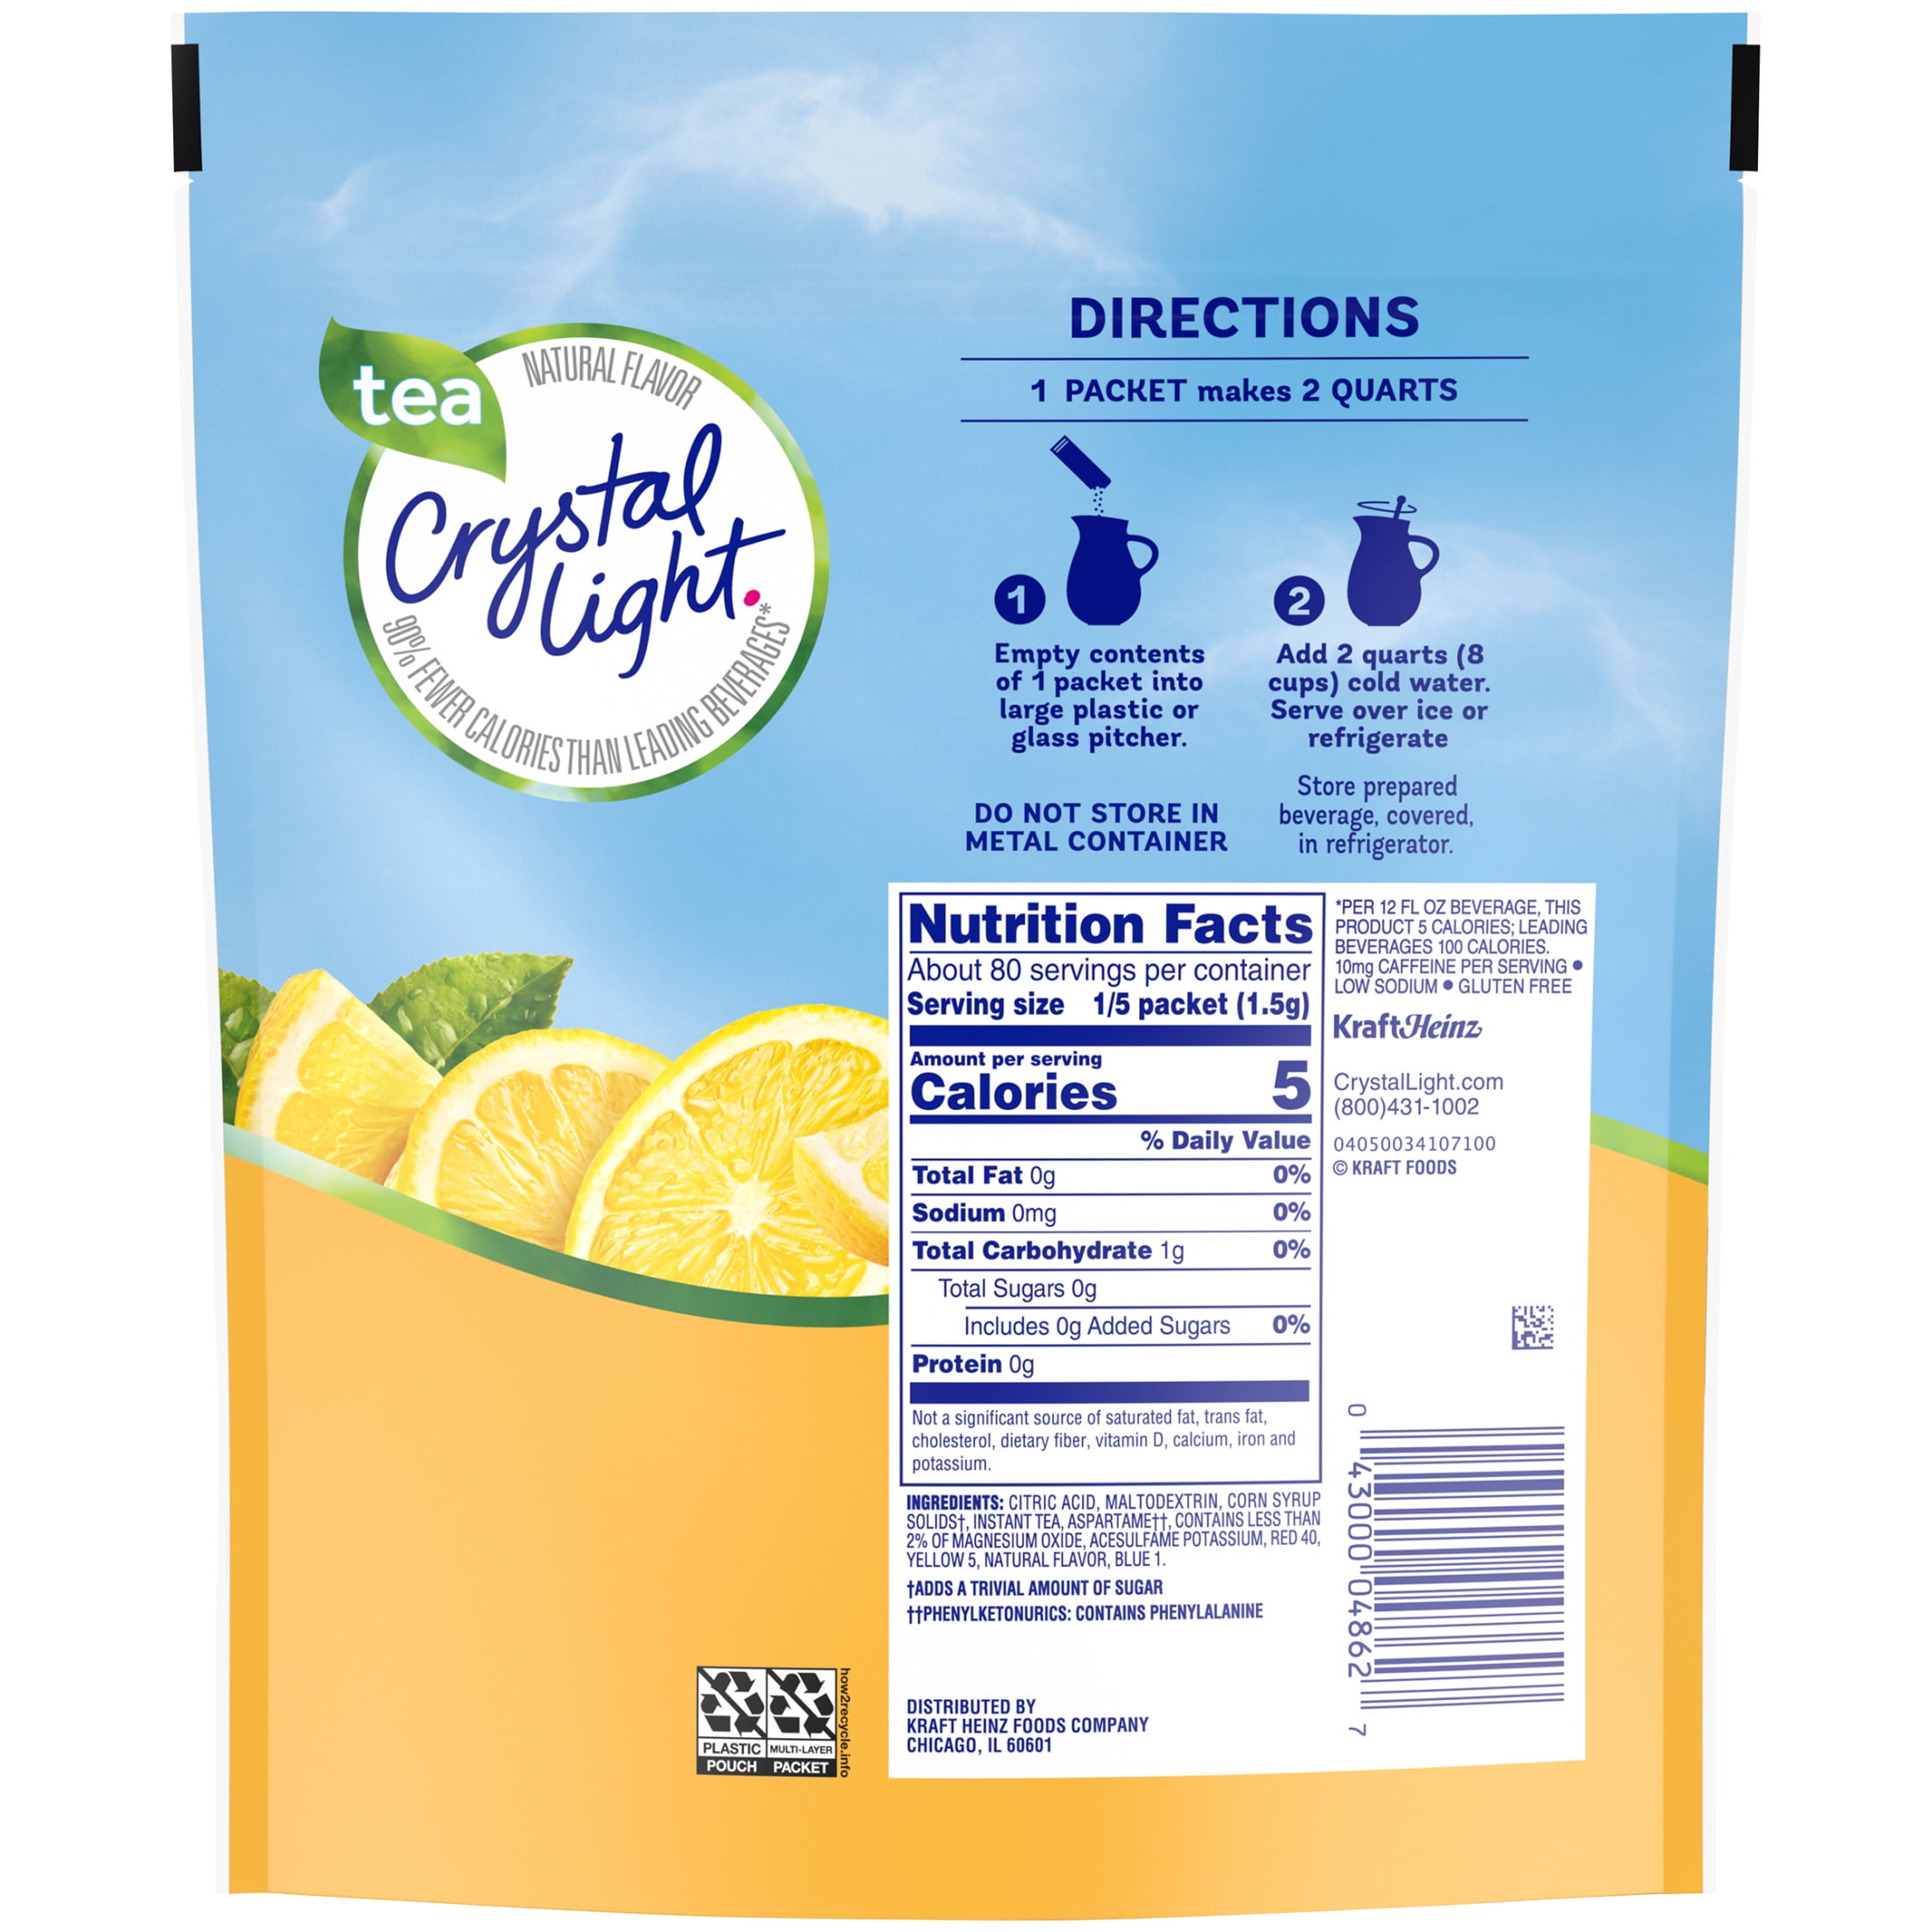 tea
NATURAL FLAVOR
Crystal
Light.
90% FEWER CALORIES THAN LEADING BEVERAGES*
DIRECTIONS
1 PACKET makes 2 QUARTS
1
Empty contents
of 1 packet into
large plastic or
glass pitcher.
DO NOT STORE IN
METAL CONTAINER
2
Add 2 quarts (8
cups) cold water.
Serve over ice or
refrigerate
Store prepared
beverage, covered,
in refrigerator.
Nutrition Facts
About 80 servings per container
Serving size 1/5 packet (1.5g)
Amount per serving
Calories 5
% Daily Value
Total Fat 0g 0%
Sodium 0mg 0%
Total Carbohydrate 1g 0%
Total Sugars 0g
Includes 0g Added Sugars 0%
Protein 0g
Not a significant source of saturated fat, trans fat,
cholesterol, dietary fiber, vitamin D, calcium, iron and
potassium.
INGREDIENTS: CITRIC ACID, MALTODEXTRIN, CORN SYRUP
SOLIDS†, INSTANT TEA, ASPARTAME††, CONTAINS LESS THAN
2% OF MAGNESIUM OXIDE, ACESULFAME POTASSIUM, RED 40,
YELLOW 5, NATURAL FLAVOR, BLUE 1.
†ADDS A TRIVIAL AMOUNT OF SUGAR
††PHENYLKETONURICS: CONTAINS PHENYLALANINE
DISTRIBUTED BY
KRAFT HEINZ FOODS COMPANY
CHICAGO, IL 60601
*PER 12 FL OZ BEVERAGE, THIS
PRODUCT 5 CALORIES; LEADING
BEVERAGES 100 CALORIES.
10mg CAFFEINE PER SERVING •
LOW SODIUM • GLUTEN FREE
KraftHeinz
CrystalLight.com
(800)431-1002
04050034107100
© KRAFT FOODS
0 43000 04862 7
PLASTIC
POUCH
MULTI-LAYER
PACKET
how2recycle.info